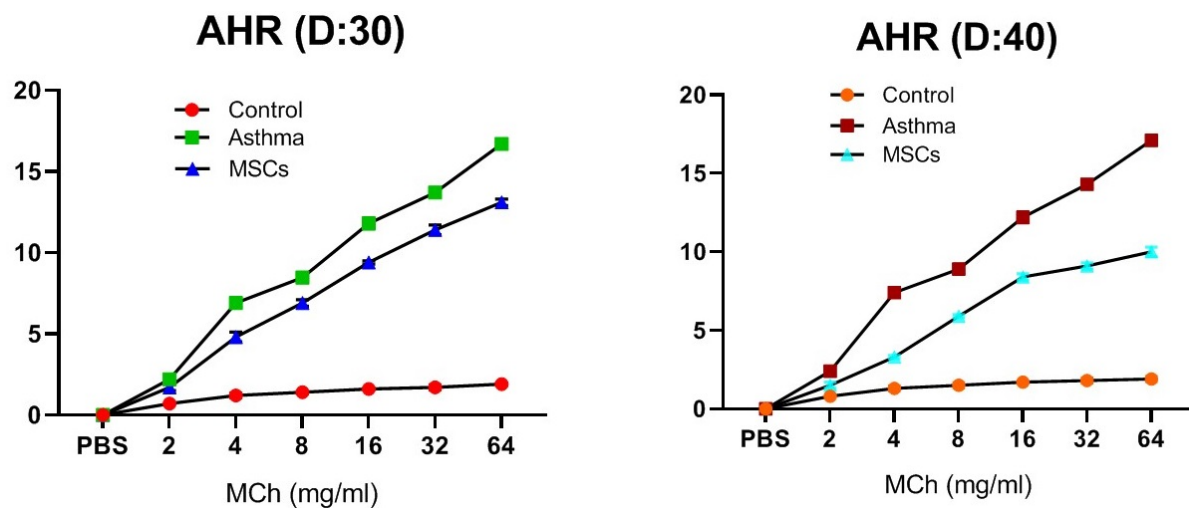 AHR (D:30)
20
15
10
5
0
Control
Asthma
MSCs
PBS 2 4 8 16 32 64
MCh (mg/ml)
AHR (D:40)
20
15
10
5
0
Control
Asthma
MSCs
PBS 2 4 8 16 32 64
MCh (mg/ml)